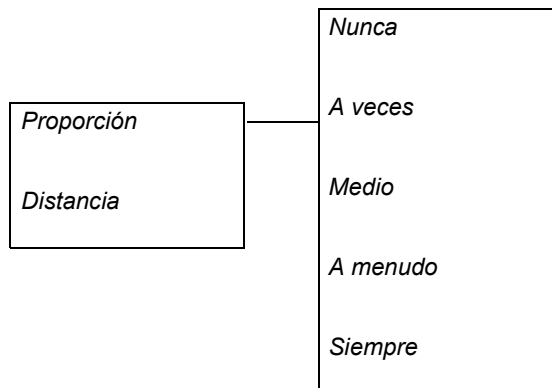 Proporción
Distancia
Nunca
A veces
Medio
A menudo
Siempre